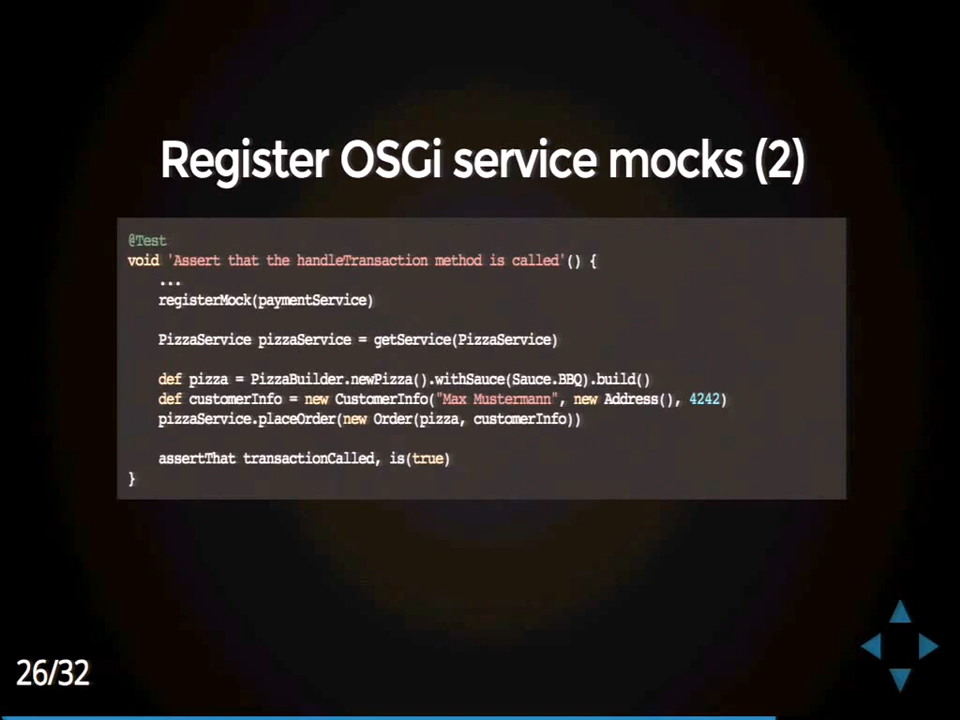 Register OSGi service mocks (2)
@Test
void 'Assert that the handleTransaction method is called'() {
...
registerMock(paymentService)
PizzaService pizzaService = getService(PizzaService)
def pizza = PizzaBuilder.newPizza().withSauce(Sauce.BBQ).build()
def customerInfo = new CustomerInfo("Max Mustermann", new Address(), 4242)
pizzaService.placeOrder(new Order(pizza, customerInfo))
assertThat transactionCalled, is(true)
}
26/32